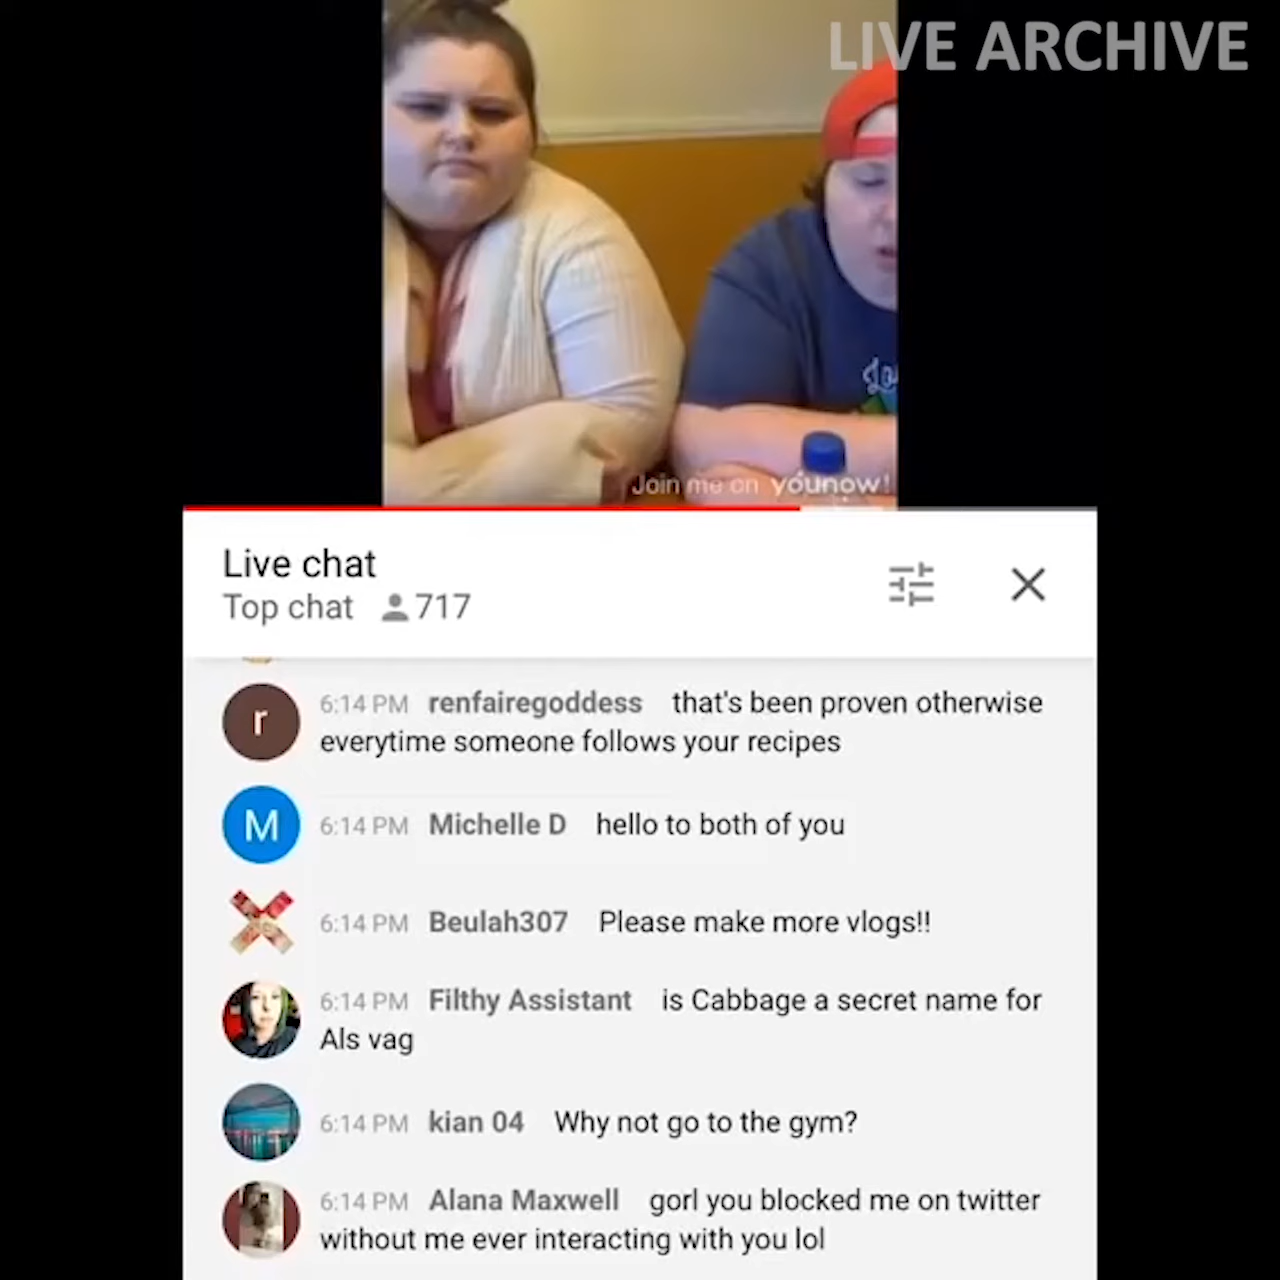 LIVE ARCHIVE
Join me on younow!
Live chat
Top chat 717
r 6:14 PM renfairegoddess that's been proven otherwise
everytime someone follows your recipes
M 6:14 PM Michelle D hello to both of you
6:14 PM Beulah307 Please make more vlogs!!
6:14 PM Filthy Assistant is Cabbage a secret name for
Als vag
6:14 PM kian 04 Why not go to the gym?
6:14 PM Alana Maxwell gorl you blocked me on twitter
without me ever interacting with you lol